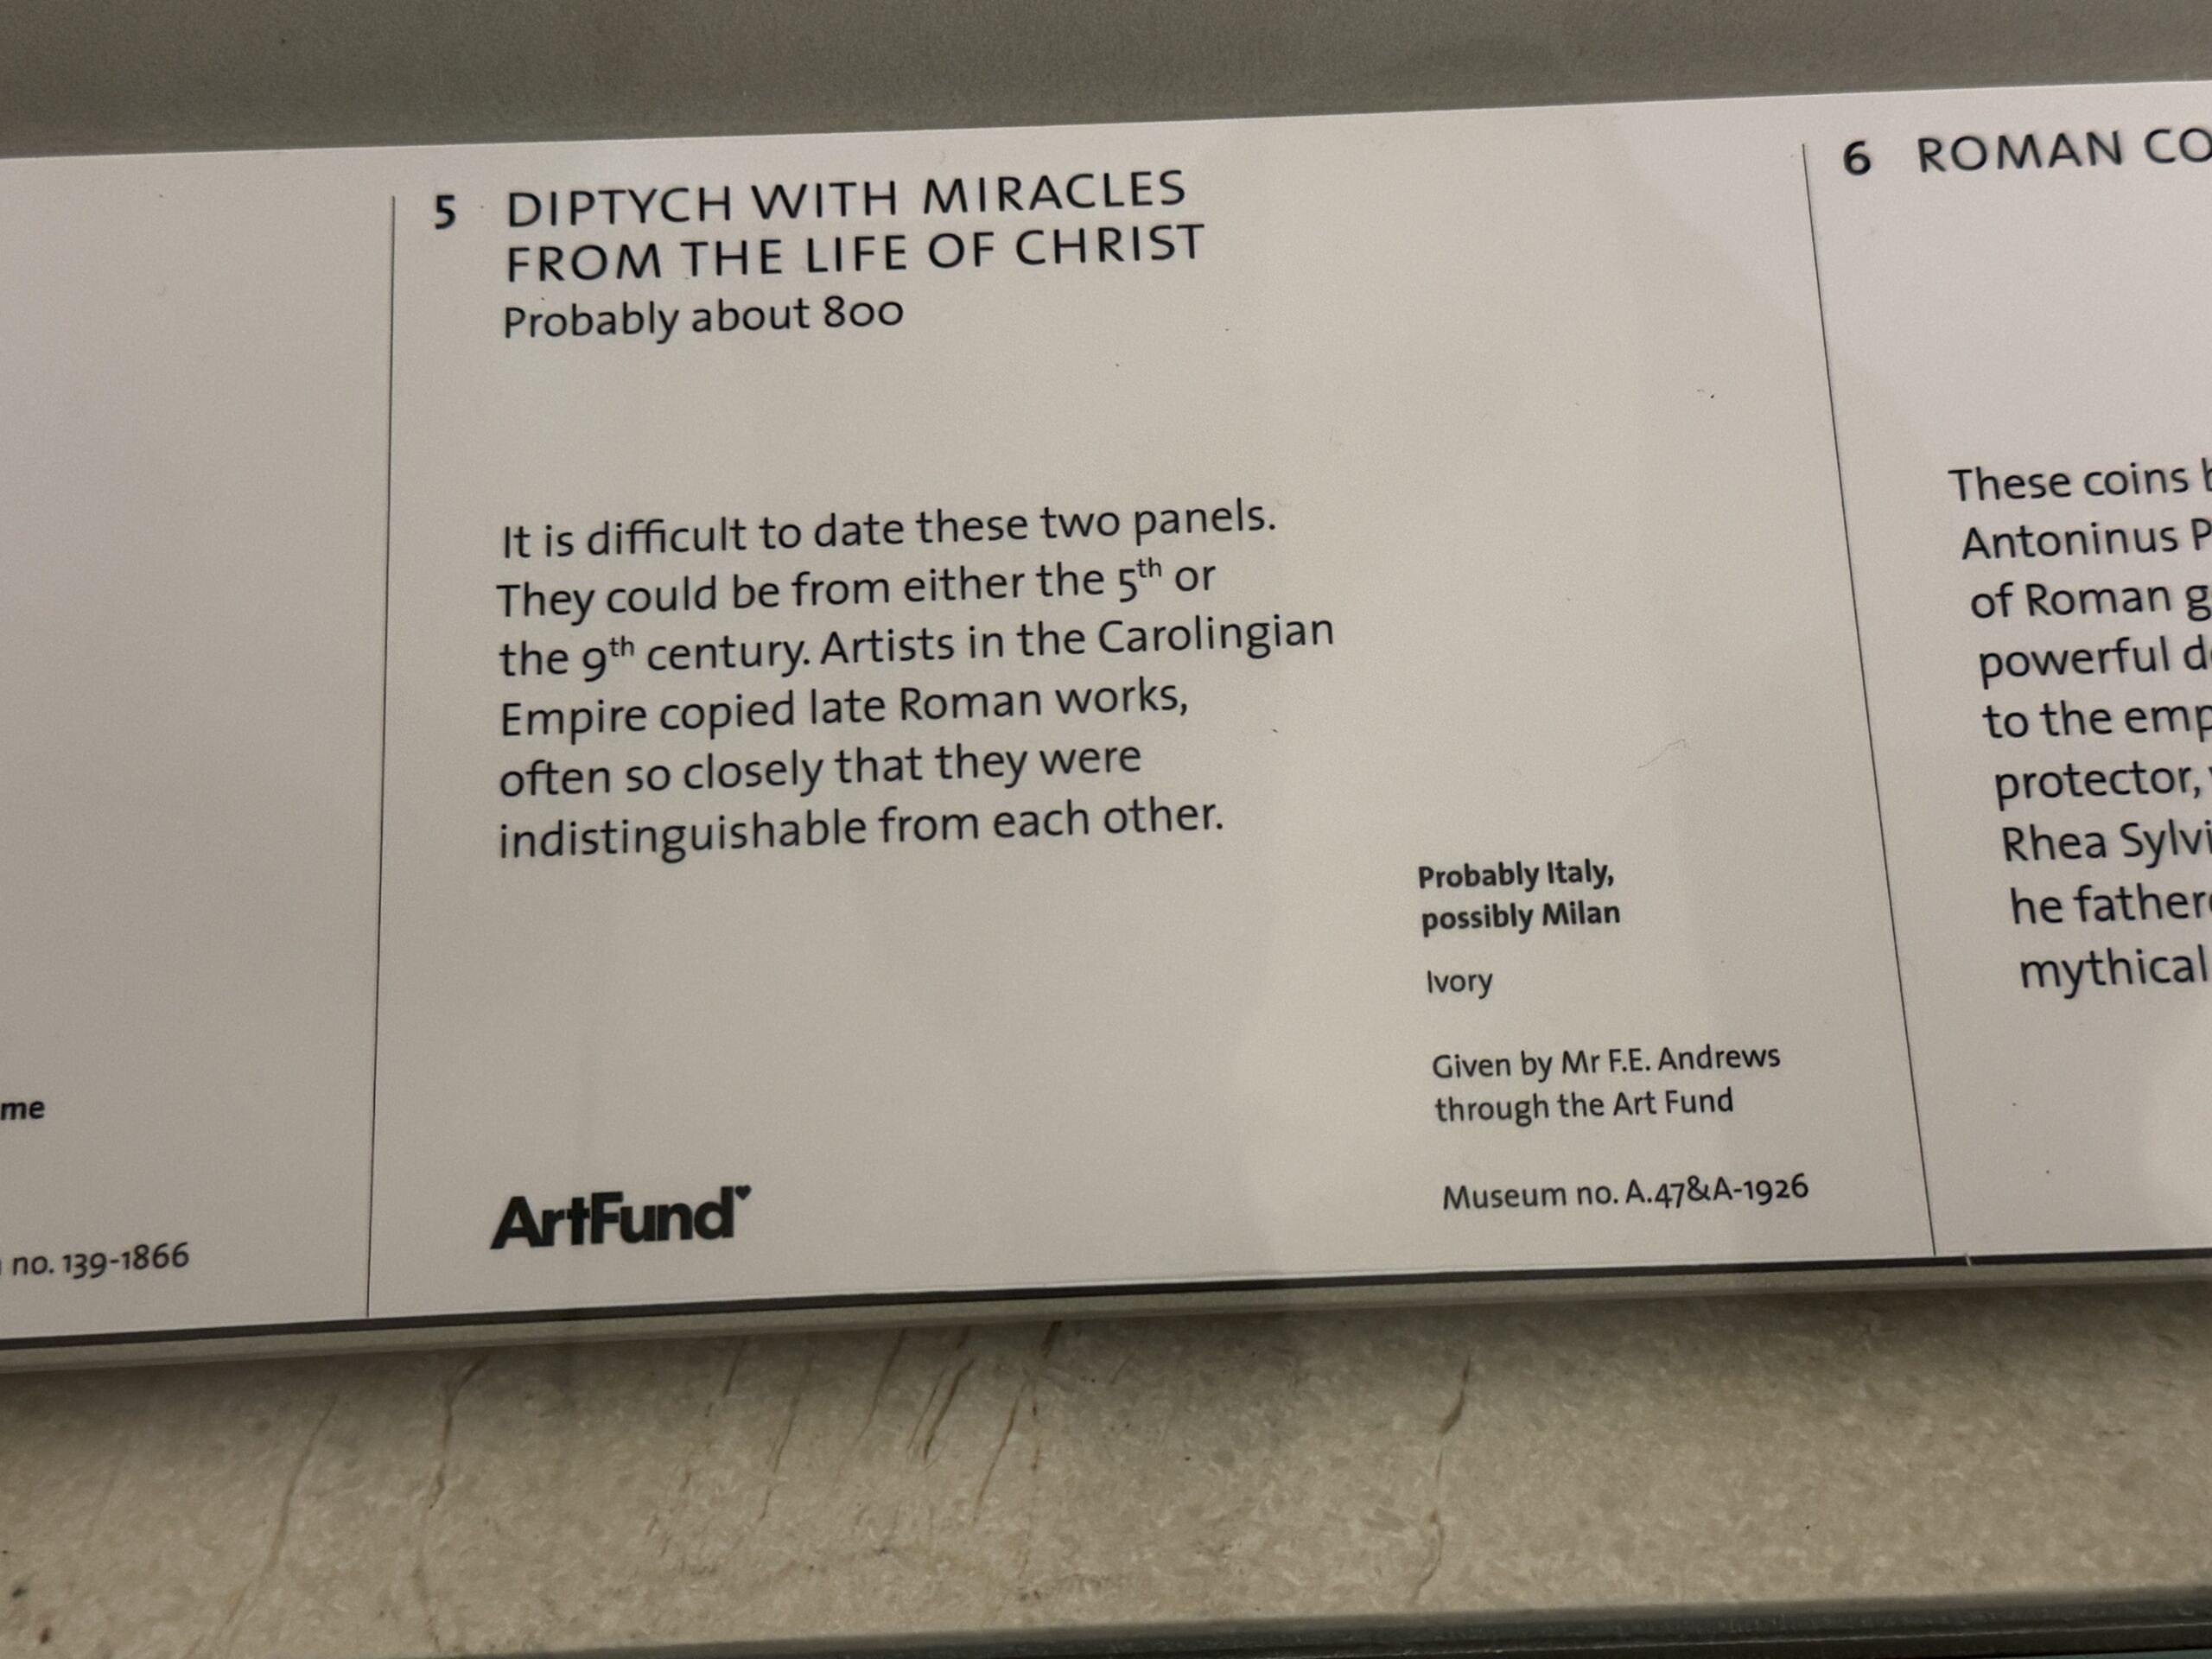 5 DIPTYCH WITH MIRACLES
FROM THE LIFE OF CHRIST
Probably about 800
It is difficult to date these two panels.
They could be from either the 5th or
the 9th century. Artists in the Carolingian
Empire copied late Roman works,
often so closely that they were
indistinguishable from each other.
Probably Italy,
possibly Milan
Ivory
Given by Mr F.E. Andrews
through the Art Fund
Museum no. A.47&A-1926
ArtFund
me
no. 139-1866
6 ROMAN CO
These coins
Antoninus P
of Roman g
powerful d
to the emp
protector,
Rhea Sylvi
he father
mythical